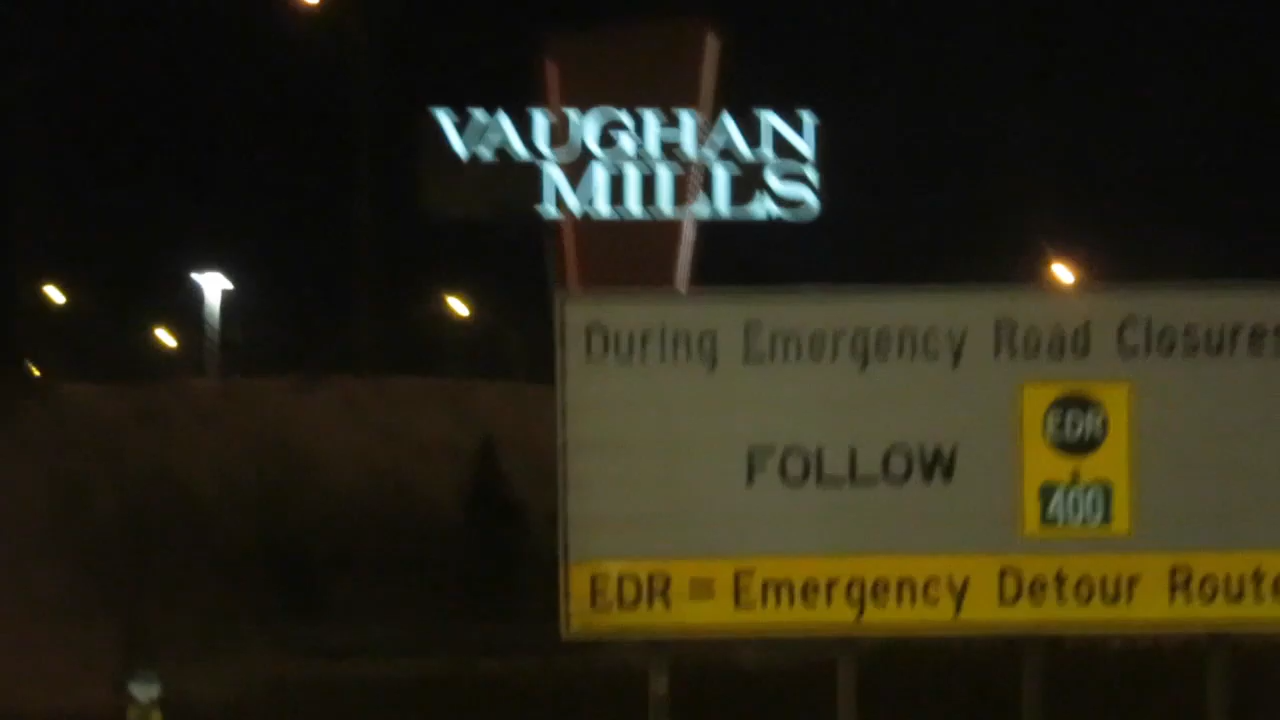 VAUGHAN
MILLS
During Emergency Road Closures
FOLLOW
EDR
400
EDR = Emergency Detour Route